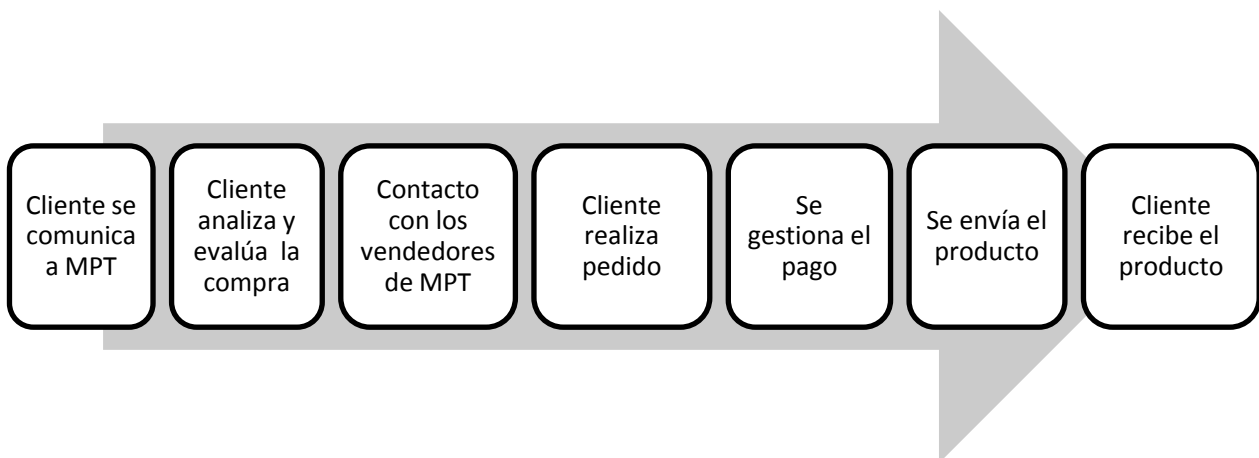 Cliente se
comunica
a MPT
Cliente
analiza y
evalúa  la
compra
Contacto
con los
vendedores
de MPT
Cliente
realiza
pedido
Se
gestiona el
pago
Se envía el
producto
Cliente
recibe el
producto